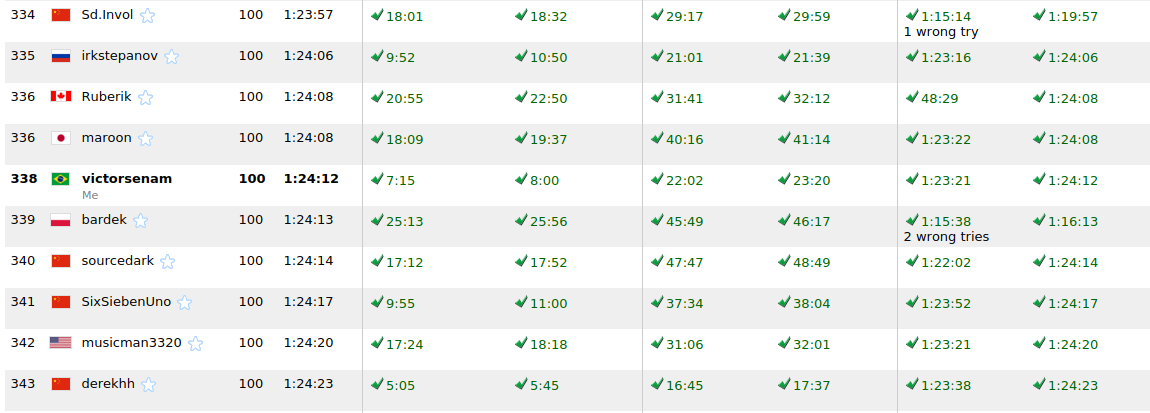 334 Sd.Invol 100 1:23:57 18:01 18:32 29:17 29:59 1:15:14 1:19:57
1 wrong try
335 irkstepanov 100 1:24:06 9:52 10:50 21:01 21:39 1:23:16 1:24:06
336 Ruberik 100 1:24:08 20:55 22:50 31:41 32:12 48:29 1:24:08
336 maroon 100 1:24:08 18:09 19:37 40:16 41:14 1:23:22 1:24:08
338 victorsenam 100 1:24:12 7:15 8:00 22:02 23:20 1:23:21 1:24:12
Me
339 bardek 100 1:24:13 25:13 25:56 45:49 46:17 1:15:38 1:16:13
2 wrong tries
340 sourcedark 100 1:24:14 17:12 17:52 47:47 48:49 1:22:02 1:24:14
341 SixSiebenUno 100 1:24:17 9:55 11:00 37:34 38:04 1:23:52 1:24:17
342 musicman3320 100 1:24:20 17:24 18:18 31:06 32:01 1:23:21 1:24:20
343 derekhh 100 1:24:23 5:05 5:45 16:45 17:37 1:23:38 1:24:23